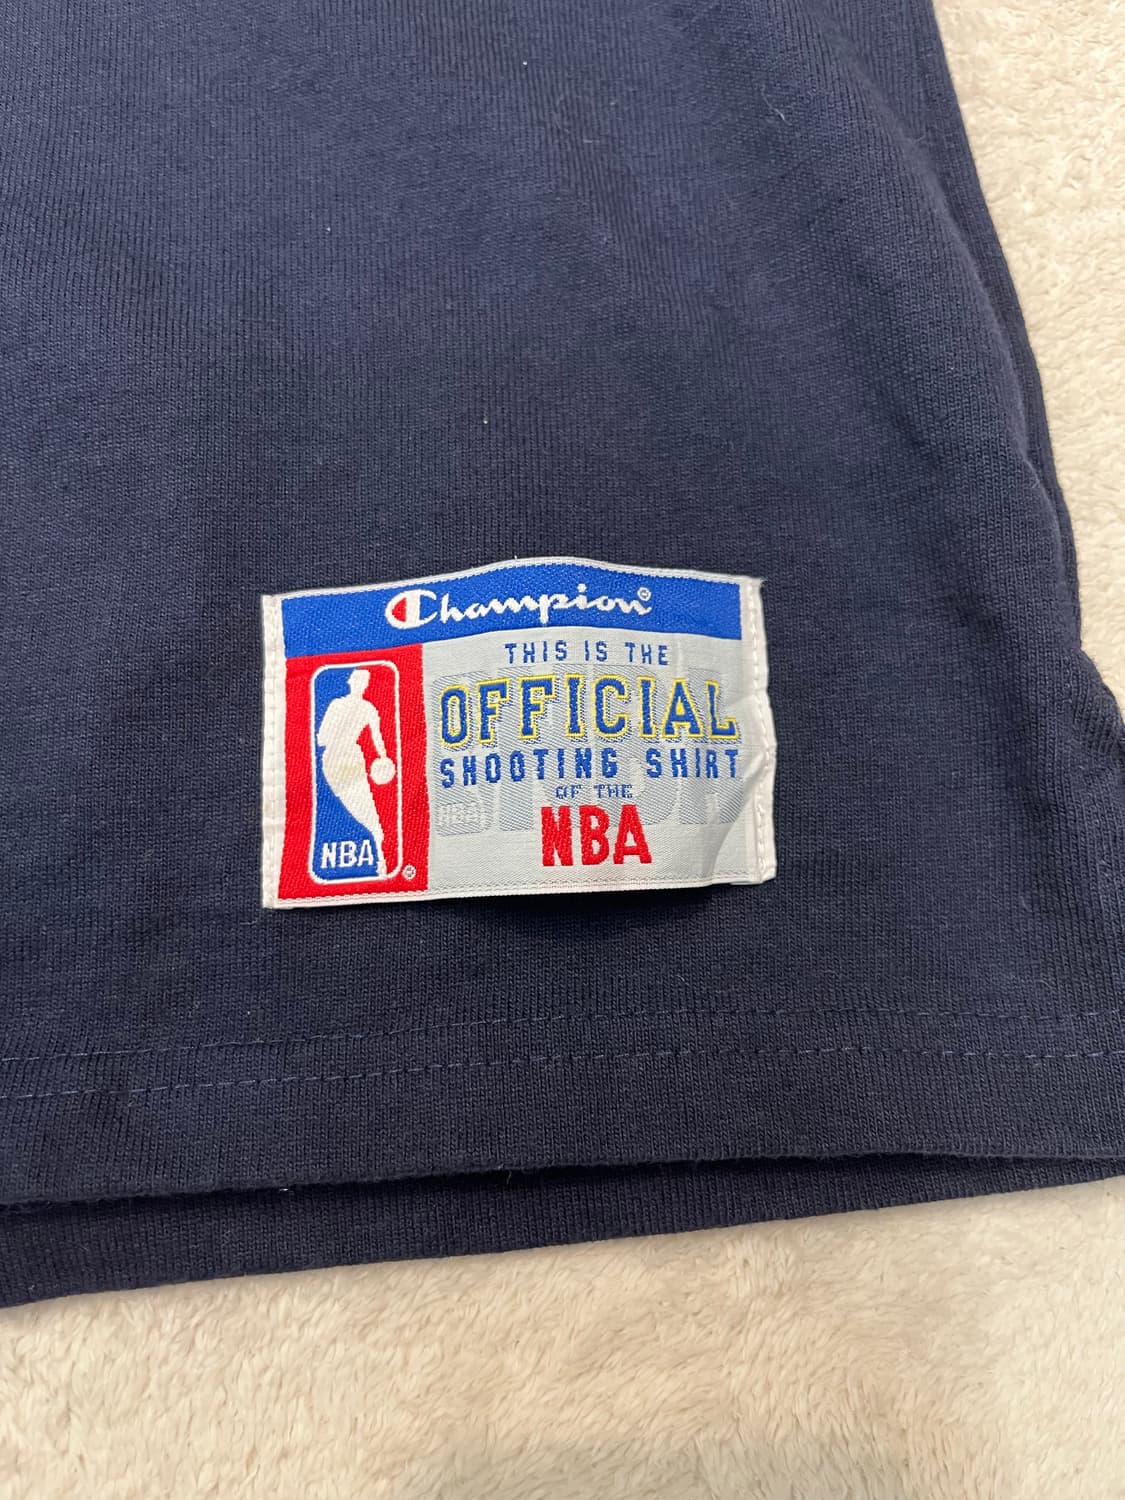 Champion®
THIS IS THE
OFFICIAL
SHOOTING SHIRT
OF THE
NBA
NBA ®